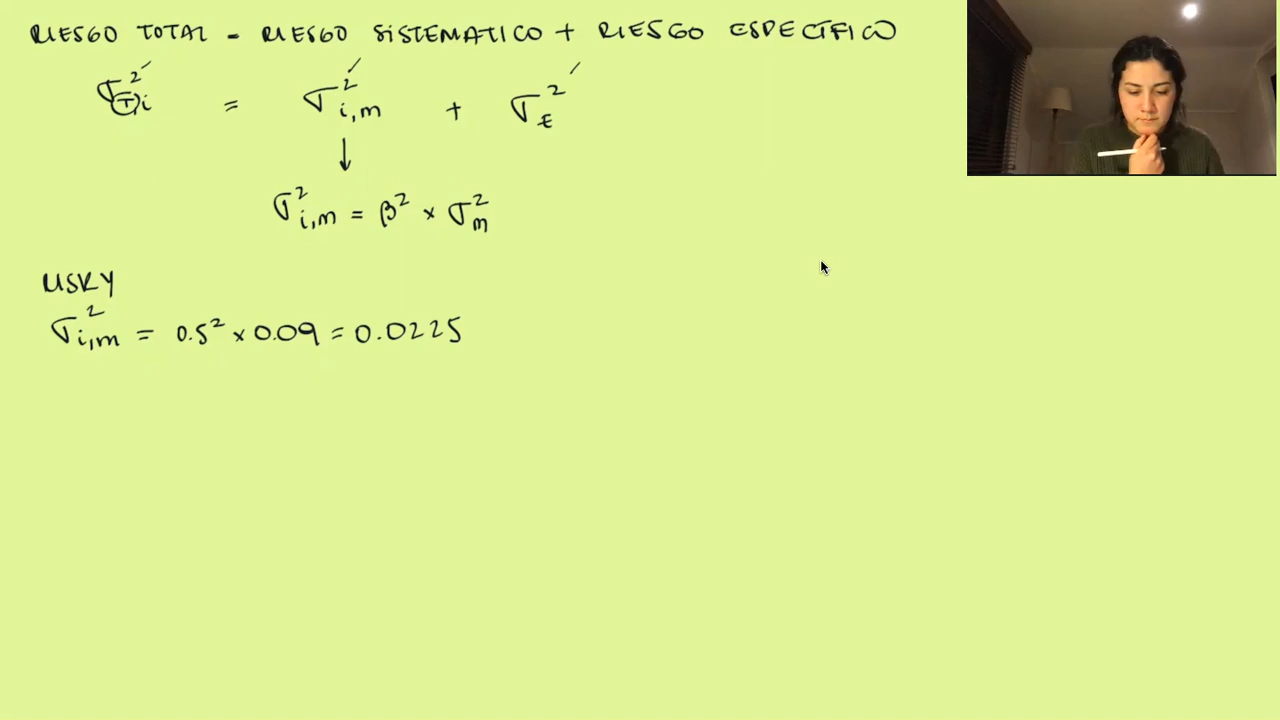 RIESGO TOTAL = RIESGO SISTEMATICO + RIESGO ESPECIFICO
σ²Ti = σ²i,m + σε²
↓
σ²i,m = β² × σ²m
USKY
σ²i,m = 0.5² × 0.09 = 0.0225